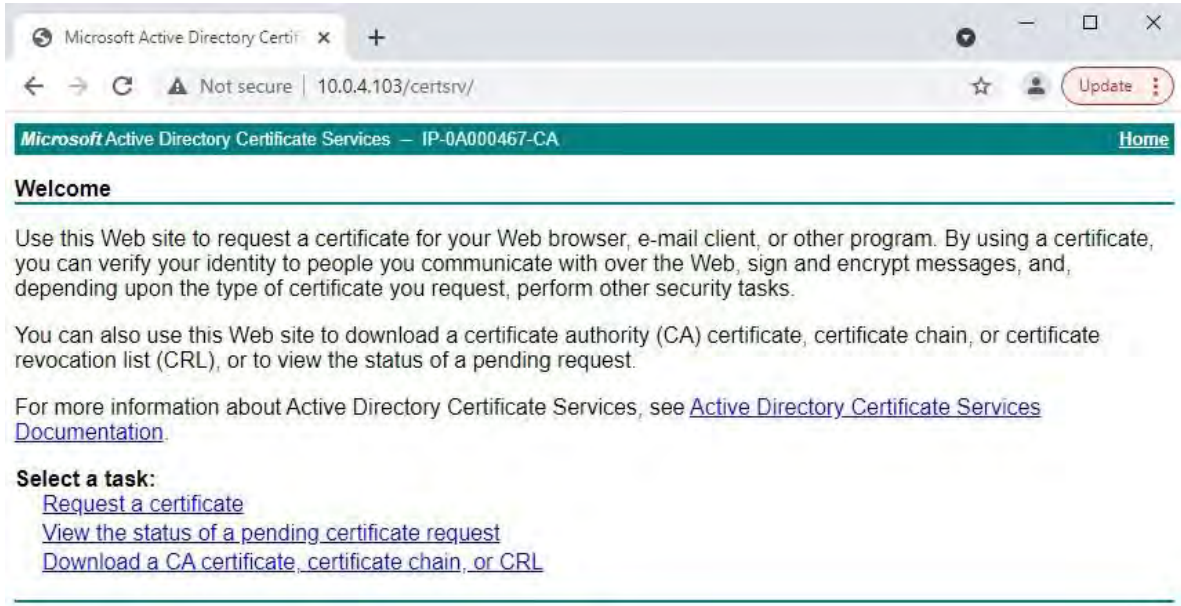 Microsoft Active Directory Certif
Not secure | 10.0.4.103/certsrv/
Update
Microsoft Active Directory Certificate Services – IP-0A000467-CA Home
Welcome
Use this Web site to request a certificate for your Web browser, e-mail client, or other program. By using a certificate,
you can verify your identity to people you communicate with over the Web, sign and encrypt messages, and,
depending upon the type of certificate you request, perform other security tasks.
You can also use this Web site to download a certificate authority (CA) certificate, certificate chain, or certificate
revocation list (CRL), or to view the status of a pending request.
For more information about Active Directory Certificate Services, see Active Directory Certificate Services
Documentation.
Select a task:
Request a certificate
View the status of a pending certificate request
Download a CA certificate, certificate chain, or CRL